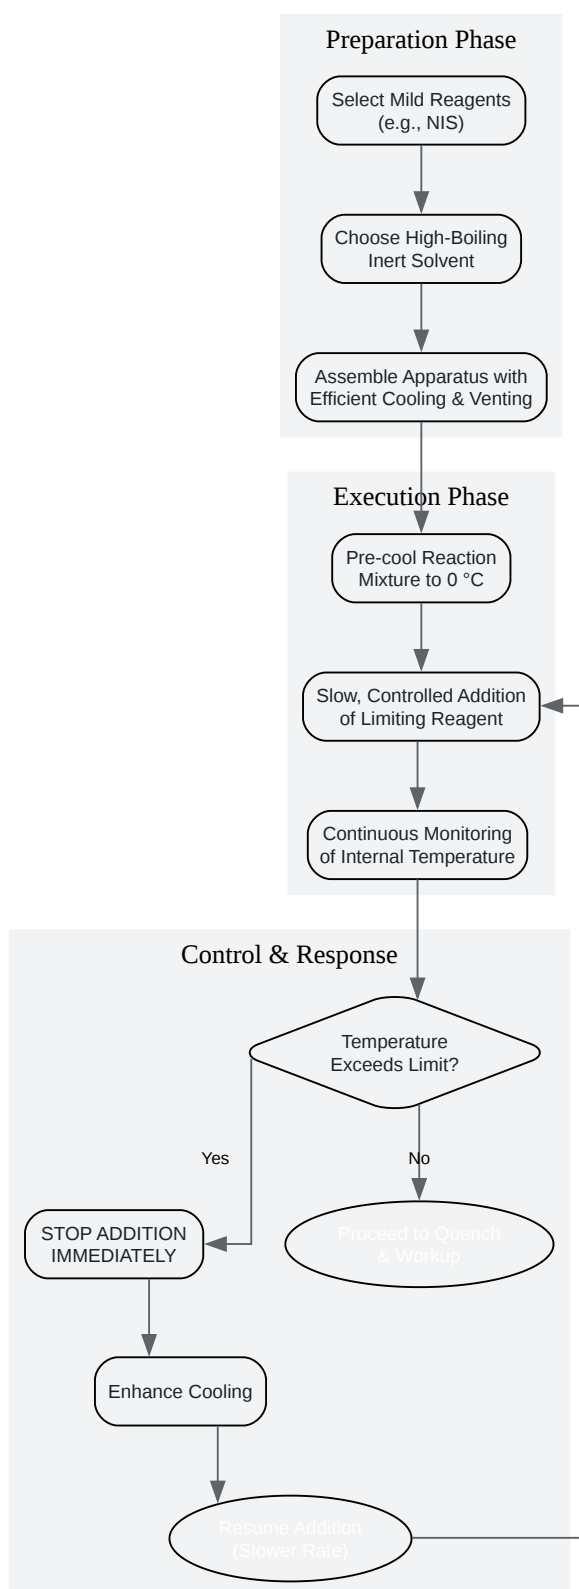 Preparation Phase
Select Mild Reagents
(e.g., NIS)
Choose High-Boiling
Inert Solvent
Assemble Apparatus with
Efficient Cooling & Venting
Execution Phase
Pre-cool Reaction
Mixture to 0 °C
Slow, Controlled Addition
of Limiting Reagent
Continuous Monitoring
of Internal Temperature
Control & Response
Temperature
Exceeds Limit?
Yes
No
STOP ADDITION
IMMEDIATELY
Proceed to Quench
& Workup
Enhance Cooling
Resume Addition
(Slower Rate)